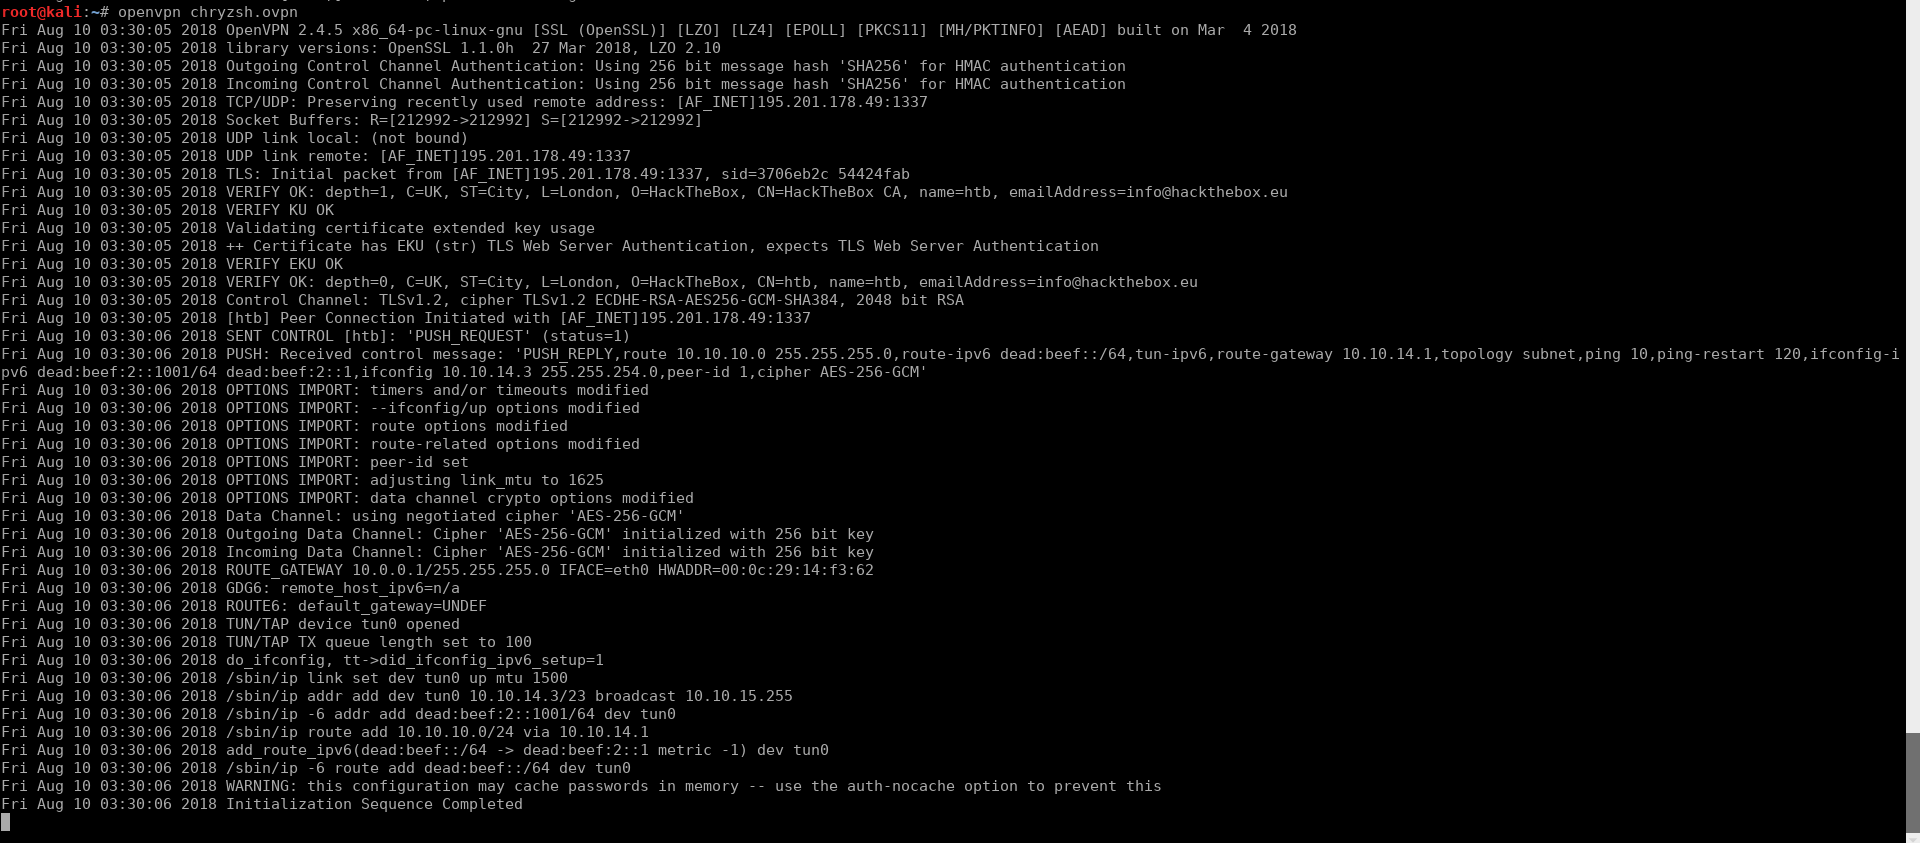 root@kali:~# openvpn chryzsh.ovpn
Fri Aug 10 03:30:05 2018 OpenVPN 2.4.5 x86_64-pc-linux-gnu [SSL (OpenSSL)] [LZO] [LZ4] [EPOLL] [PKCS11] [MH/PKTINFO] [AEAD] built on Mar  4 2018
Fri Aug 10 03:30:05 2018 library versions: OpenSSL 1.1.0h  27 Mar 2018, LZO 2.10
Fri Aug 10 03:30:05 2018 Outgoing Control Channel Authentication: Using 256 bit message hash 'SHA256' for HMAC authentication
Fri Aug 10 03:30:05 2018 Incoming Control Channel Authentication: Using 256 bit message hash 'SHA256' for HMAC authentication
Fri Aug 10 03:30:05 2018 TCP/UDP: Preserving recently used remote address: [AF_INET]195.201.178.49:1337
Fri Aug 10 03:30:05 2018 Socket Buffers: R=[212992->212992] S=[212992->212992]
Fri Aug 10 03:30:05 2018 UDP link local: (not bound)
Fri Aug 10 03:30:05 2018 UDP link remote: [AF_INET]195.201.178.49:1337
Fri Aug 10 03:30:05 2018 TLS: Initial packet from [AF_INET]195.201.178.49:1337, sid=3706eb2c 54424fab
Fri Aug 10 03:30:05 2018 VERIFY OK: depth=1, C=UK, ST=City, L=London, O=HackTheBox, CN=HackTheBox CA, name=htb, emailAddress=info@hackthebox.eu
Fri Aug 10 03:30:05 2018 VERIFY KU OK
Fri Aug 10 03:30:05 2018 Validating certificate extended key usage
Fri Aug 10 03:30:05 2018 ++ Certificate has EKU (str) TLS Web Server Authentication, expects TLS Web Server Authentication
Fri Aug 10 03:30:05 2018 VERIFY EKU OK
Fri Aug 10 03:30:05 2018 VERIFY OK: depth=0, C=UK, ST=City, L=London, O=HackTheBox, CN=htb, name=htb, emailAddress=info@hackthebox.eu
Fri Aug 10 03:30:05 2018 Control Channel: TLSv1.2, cipher TLSv1.2 ECDHE-RSA-AES256-GCM-SHA384, 2048 bit RSA
Fri Aug 10 03:30:05 2018 [htb] Peer Connection Initiated with [AF_INET]195.201.178.49:1337
Fri Aug 10 03:30:06 2018 SENT CONTROL [htb]: 'PUSH_REQUEST' (status=1)
Fri Aug 10 03:30:06 2018 PUSH: Received control message: 'PUSH_REPLY,route 10.10.10.0 255.255.255.0,route-ipv6 dead:beef::/64,tun-ipv6,route-gateway 10.10.14.1,topology subnet,ping 10,ping-restart 120,ifconfig-i
pv6 dead:beef:2::1001/64 dead:beef:2::1,ifconfig 10.10.14.3 255.255.254.0,peer-id 1,cipher AES-256-GCM'
Fri Aug 10 03:30:06 2018 OPTIONS IMPORT: timers and/or timeouts modified
Fri Aug 10 03:30:06 2018 OPTIONS IMPORT: --ifconfig/up options modified
Fri Aug 10 03:30:06 2018 OPTIONS IMPORT: route options modified
Fri Aug 10 03:30:06 2018 OPTIONS IMPORT: route-related options modified
Fri Aug 10 03:30:06 2018 OPTIONS IMPORT: peer-id set
Fri Aug 10 03:30:06 2018 OPTIONS IMPORT: adjusting link_mtu to 1625
Fri Aug 10 03:30:06 2018 OPTIONS IMPORT: data channel crypto options modified
Fri Aug 10 03:30:06 2018 Data Channel: using negotiated cipher 'AES-256-GCM'
Fri Aug 10 03:30:06 2018 Outgoing Data Channel: Cipher 'AES-256-GCM' initialized with 256 bit key
Fri Aug 10 03:30:06 2018 Incoming Data Channel: Cipher 'AES-256-GCM' initialized with 256 bit key
Fri Aug 10 03:30:06 2018 ROUTE_GATEWAY 10.0.0.1/255.255.255.0 IFACE=eth0 HWADDR=00:0c:29:14:f3:62
Fri Aug 10 03:30:06 2018 GDG6: remote_host_ipv6=n/a
Fri Aug 10 03:30:06 2018 ROUTE6: default_gateway=UNDEF
Fri Aug 10 03:30:06 2018 TUN/TAP device tun0 opened
Fri Aug 10 03:30:06 2018 TUN/TAP TX queue length set to 100
Fri Aug 10 03:30:06 2018 do_ifconfig, tt->did_ifconfig_ipv6_setup=1
Fri Aug 10 03:30:06 2018 /sbin/ip link set dev tun0 up mtu 1500
Fri Aug 10 03:30:06 2018 /sbin/ip addr add dev tun0 10.10.14.3/23 broadcast 10.10.15.255
Fri Aug 10 03:30:06 2018 /sbin/ip -6 addr add dead:beef:2::1001/64 dev tun0
Fri Aug 10 03:30:06 2018 /sbin/ip route add 10.10.10.0/24 via 10.10.14.1
Fri Aug 10 03:30:06 2018 add_route_ipv6(dead:beef::/64 -> dead:beef:2::1 metric -1) dev tun0
Fri Aug 10 03:30:06 2018 /sbin/ip -6 route add dead:beef::/64 dev tun0
Fri Aug 10 03:30:06 2018 WARNING: this configuration may cache passwords in memory -- use the auth-nocache option to prevent this
Fri Aug 10 03:30:06 2018 Initialization Sequence Completed